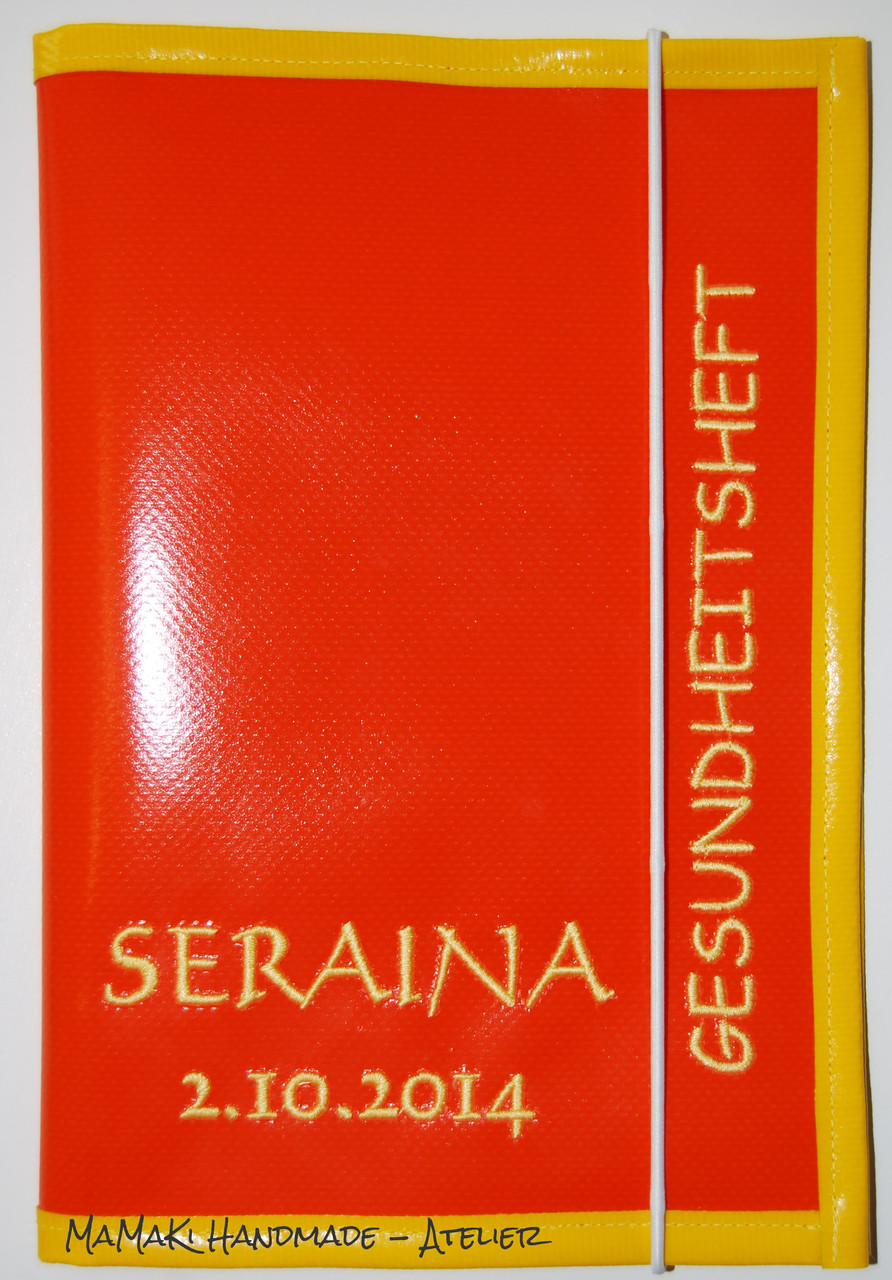 GESUNDHEITSHEFT
SERAINA
2.10.2014
MaMaKi Handmade – Atelier